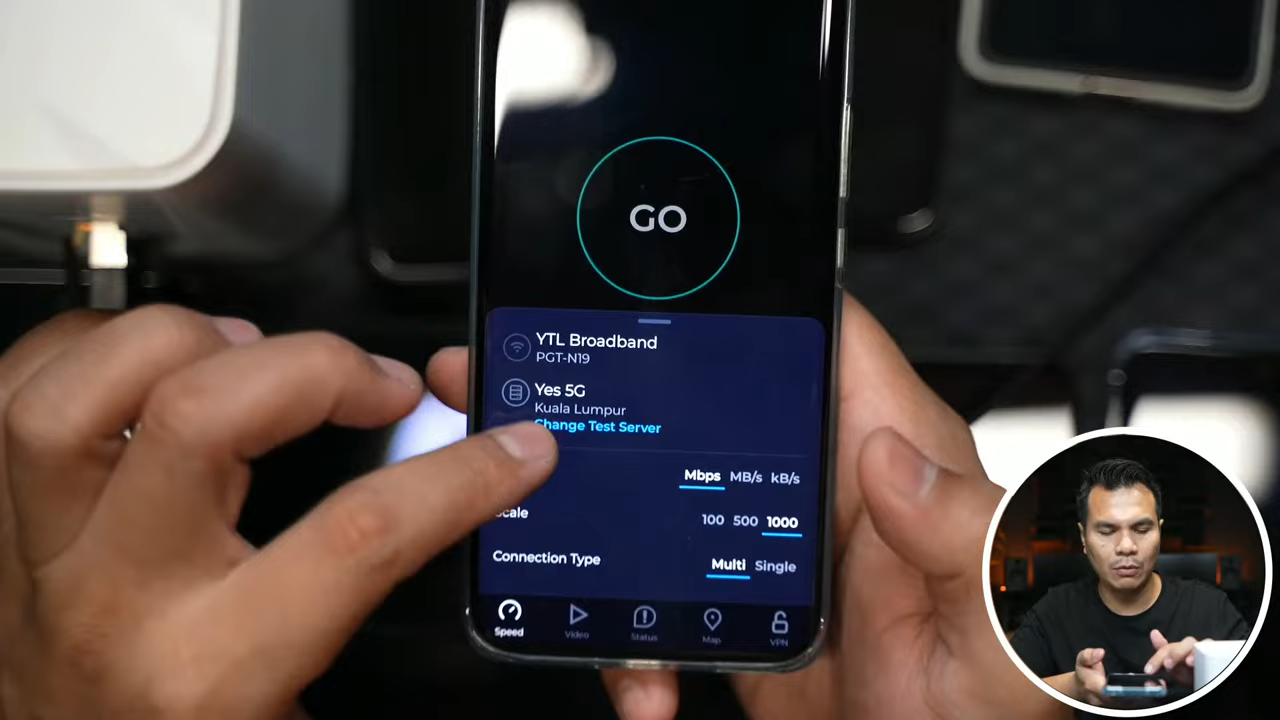 GO
YTL Broadband
PGT-N19
Yes 5G
Kuala Lumpur
Change Test Server
Mbps MB/s kB/s
Scale 100 500 1000
Connection Type Multi Single
Speed Video Status Map VPN